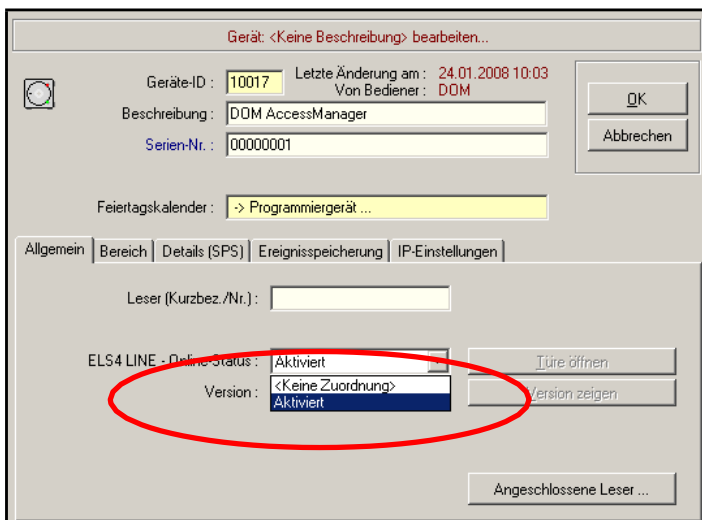 Gerät: <Keine Beschreibung> bearbeiten...
Geräte-ID : 10017 Letzte Änderung am : 24.01.2008 10:03
Von Bediener : DOM
Beschreibung : DOM AccessManager
Serien-Nr. : 00000001
OK
Abbrechen
Feiertagskalender : -> Programmiergerät ...
Allgemein Bereich Details (SPS) Ereignisspeicherung IP-Einstellungen
Leser (Kurzbez./Nr.) :
ELS4 LINE - Online-Status : Aktiviert Türe öffnen
Version : <Keine Zuordnung> Version zeigen
Aktiviert
Angeschlossene Leser ...